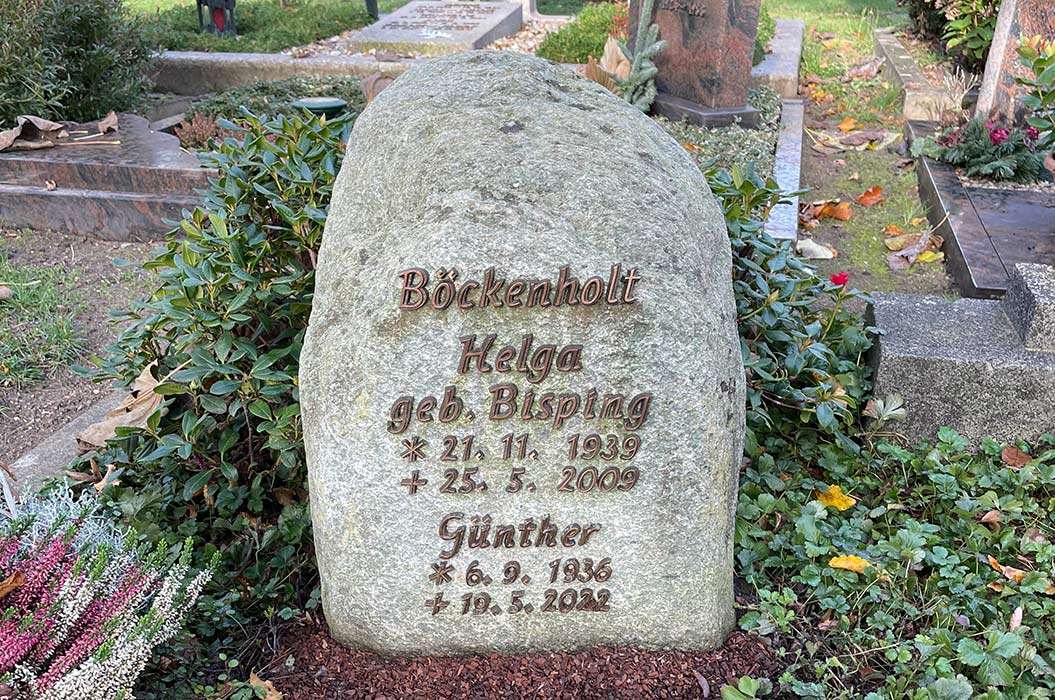 Böckenholt
Helga
geb. Bisping
* 21. 11. 1939
+ 25. 5. 2009
Günther
* 6. 9. 1936
+ 19. 5. 2022